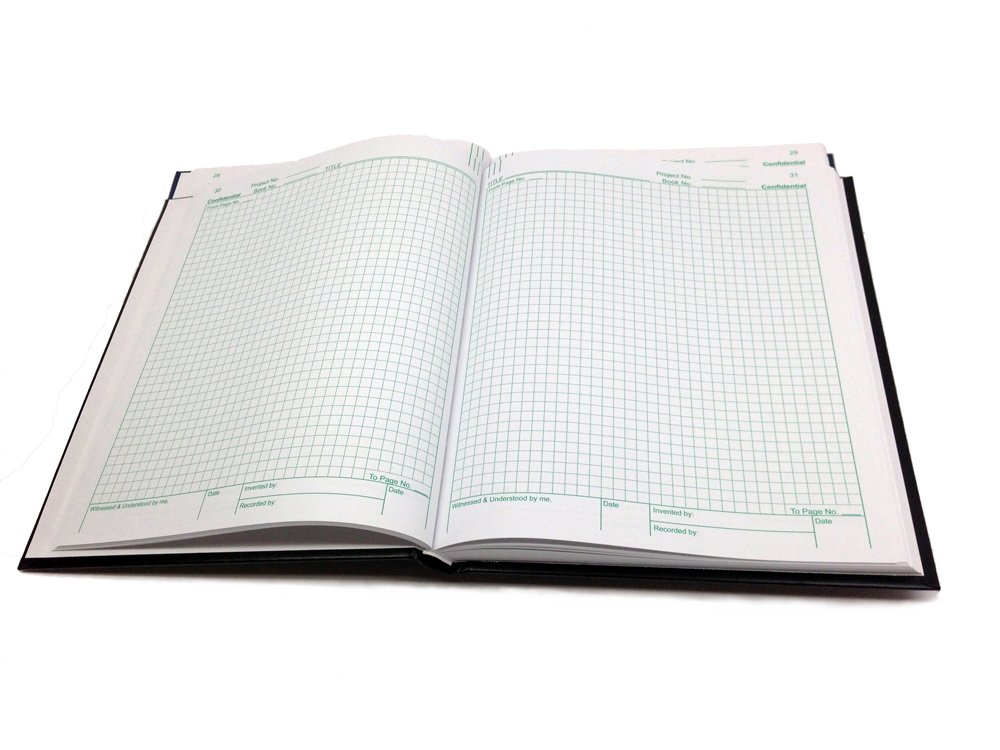 28
30
Confidential
From Page No.
Project No.
Book No.
TITLE
To Page No.
Witnessed & Understood by me,
Date
Invented by:
Recorded by:
Date
29
Project No.
Confidential
31
TITLE
From Page No.
Project No.
Book No.
Confidential
To Page No.
Witnessed & Understood by me,
Date
Invented by:
Recorded by:
Date